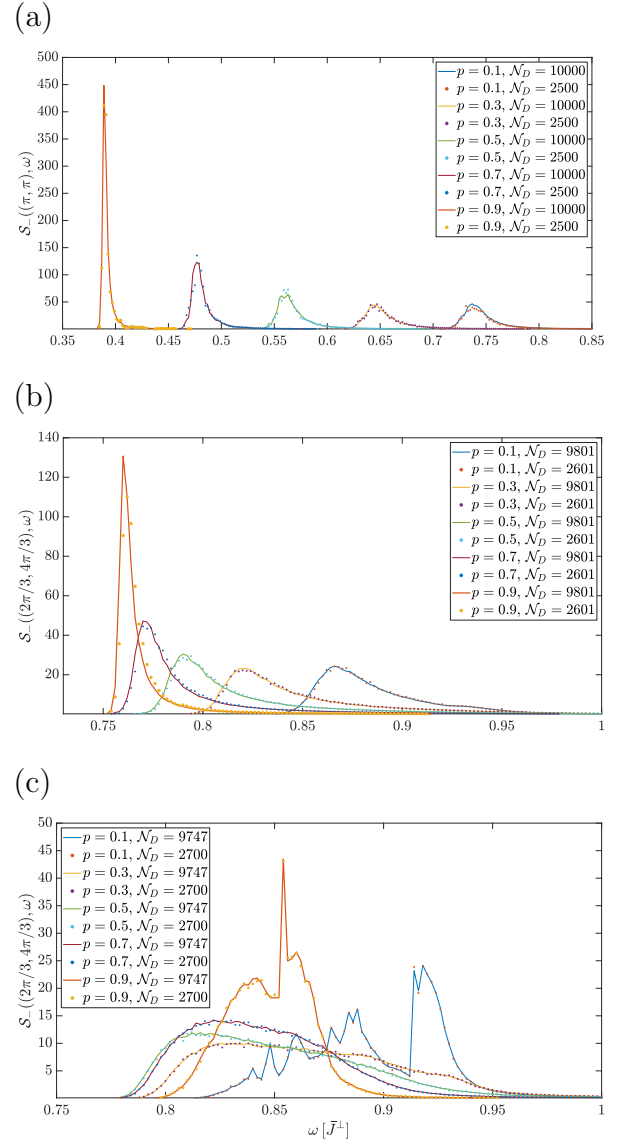 (a)
500
450
400
350
300
250
200
150
100
50
0.35
0.4
0.45
0.5
0.55
0.6
0.65
0.7
0.75
0.8
0.85
S₋((π, π), ω)
p = 0.1, N_D = 10000
p = 0.1, N_D = 2500
p = 0.3, N_D = 10000
p = 0.3, N_D = 2500
p = 0.5, N_D = 10000
p = 0.5, N_D = 2500
p = 0.7, N_D = 10000
p = 0.7, N_D = 2500
p = 0.9, N_D = 10000
p = 0.9, N_D = 2500
(b)
140
120
100
80
60
40
20
0.75
0.8
0.85
0.9
0.95
1
S₋((2π/3, 4π/3), ω)
p = 0.1, N_D = 9801
p = 0.1, N_D = 2601
p = 0.3, N_D = 9801
p = 0.3, N_D = 2601
p = 0.5, N_D = 9801
p = 0.5, N_D = 2601
p = 0.7, N_D = 9801
p = 0.7, N_D = 2601
p = 0.9, N_D = 9801
p = 0.9, N_D = 2601
(c)
50
45
40
35
30
25
20
15
10
5
0
0.75
0.8
0.85
0.9
0.95
1
S₋((2π/3, 4π/3), ω)
p = 0.1, N_D = 9747
p = 0.1, N_D = 2700
p = 0.3, N_D = 9747
p = 0.3, N_D = 2700
p = 0.5, N_D = 9747
p = 0.5, N_D = 2700
p = 0.7, N_D = 9747
p = 0.7, N_D = 2700
p = 0.9, N_D = 9747
p = 0.9, N_D = 2700
ω [J̄^⊥]